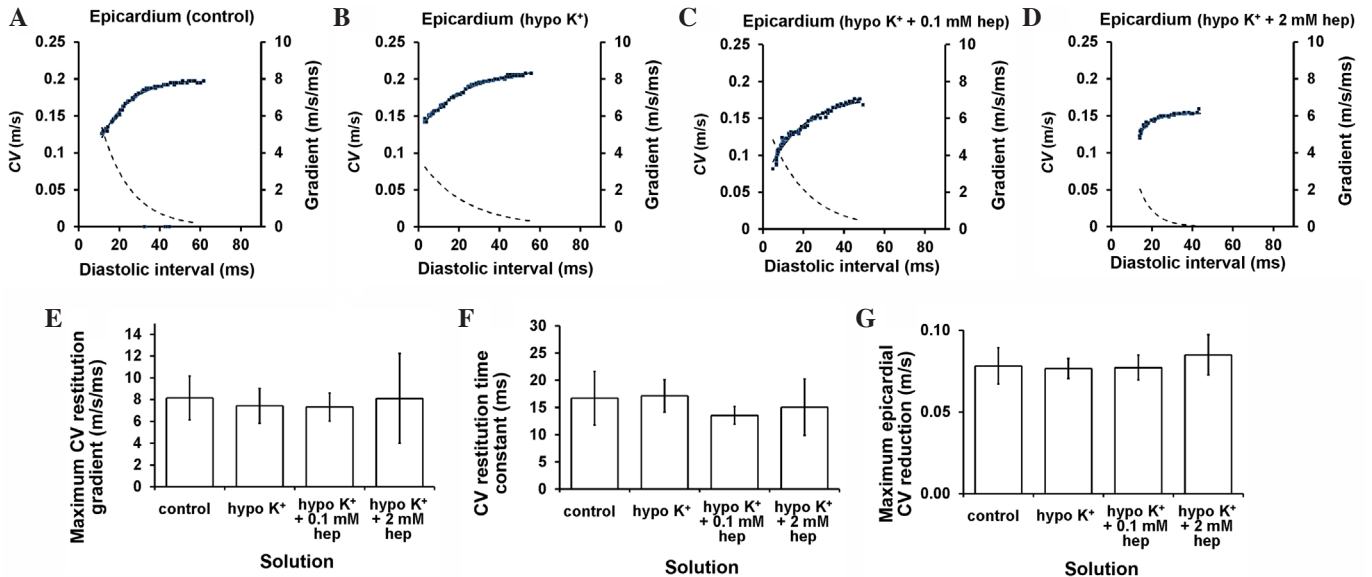 A
Epicardium (control)
0.25
0.2
0.15
0.1
0.05
0
CV (m/s)
10
8
6
4
2
0
Gradient (m/s/ms)
0 20 40 60 80
Diastolic interval (ms)
B
Epicardium (hypo K⁺)
0.25
0.2
0.15
0.1
0.05
0
CV (m/s)
10
8
6
4
2
0
Gradient (m/s/ms)
0 20 40 60 80
Diastolic interval (ms)
C
Epicardium (hypo K⁺ + 0.1 mM hep)
0.25
0.2
0.15
0.1
0.05
0
CV (m/s)
10
8
6
4
2
0
Gradient (m/s/ms)
0 20 40 60 80
Diastolic interval (ms)
D
Epicardium (hypo K⁺ + 2 mM hep)
0.25
0.2
0.15
0.1
0.05
0
CV (m/s)
10
8
6
4
2
0
Gradient (m/s/ms)
0 20 40 60 80
Diastolic interval (ms)
E
Maximum CV restitution
gradient (m/s/ms)
14
12
10
8
6
4
2
0
control
hypo K⁺
hypo K⁺
+ 0.1 mM
hep
hypo K⁺
+ 2 mM
hep
Solution
F
CV restitution time
constant (ms)
30
25
20
15
10
5
0
control
hypo K⁺
hypo K⁺
+ 0.1 mM
hep
hypo K⁺
+ 2 mM hep
Solution
G
Maximum epicardial
CV reduction (m/s)
0.10
0.05
0.00
control
hypo K⁺
hypo K⁺
+ 0.1 mM
hep
hypo K⁺
+ 2 mM
hep
Solution